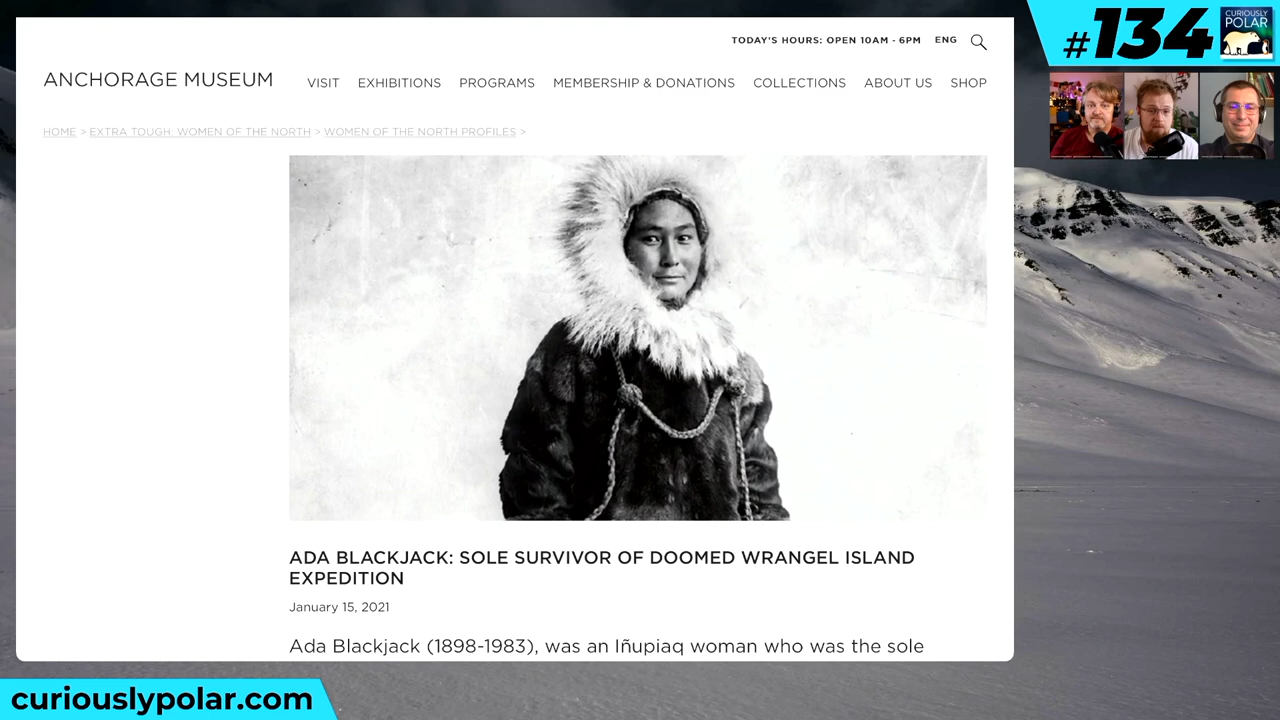 TODAY'S HOURS: OPEN 10AM - 6PM ENG
ANCHORAGE MUSEUM
VISIT EXHIBITIONS PROGRAMS MEMBERSHIP & DONATIONS COLLECTIONS ABOUT US SHOP
HOME > EXTRA TOUGH: WOMEN OF THE NORTH > WOMEN OF THE NORTH PROFILES >
ADA BLACKJACK: SOLE SURVIVOR OF DOOMED WRANGEL ISLAND
EXPEDITION
January 15, 2021
Ada Blackjack (1898-1983), was an Iñupiaq woman who was the sole
#134
CURIOUSLY
POLAR
curiouslypolar.com